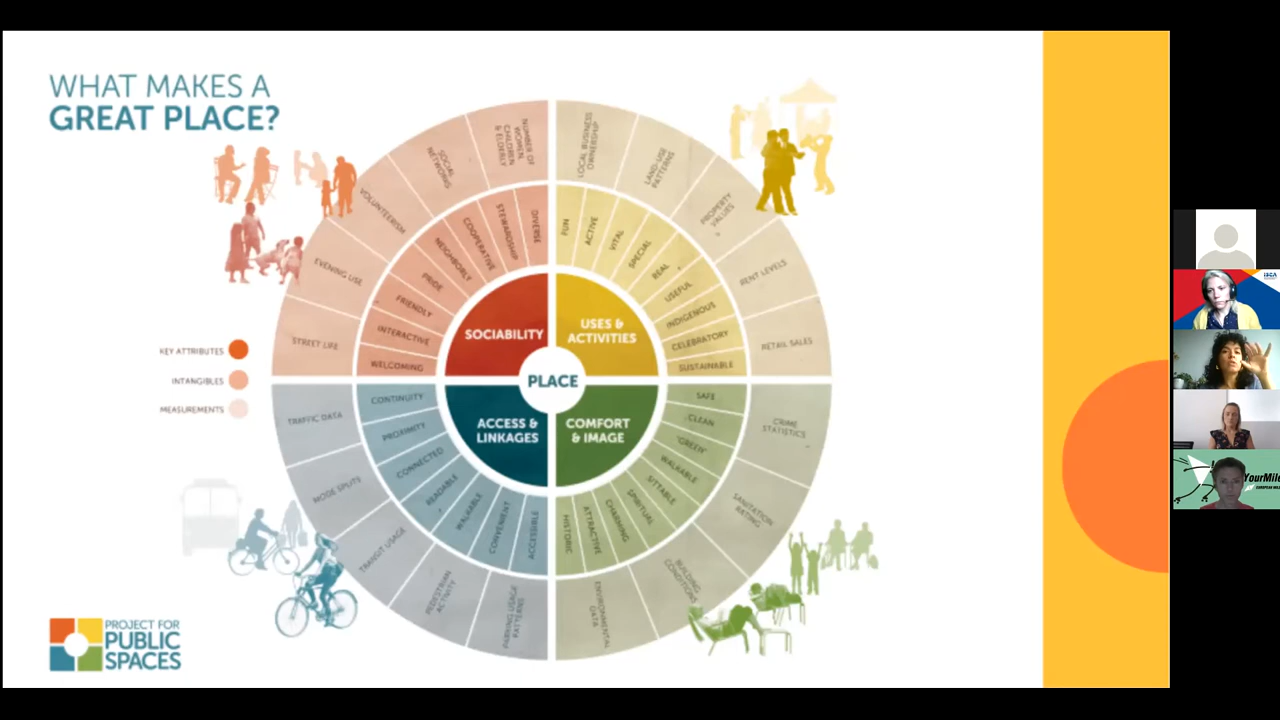 WHAT MAKES A
GREAT PLACE?
KEY ATTRIBUTES
INTANGIBLES
MEASUREMENTS
PLACE
SOCIABILITY
DIVERSE
STEWARDSHIP
COOPERATIVE
NEIGHBORLY
PRIDE
FRIENDLY
INTERACTIVE
WELCOMING
NUMBER OF
WOMEN,
CHILDREN
& ELDERLY
SOCIAL
NETWORKS
VOLUNTEERISM
EVENING USE
STREET LIFE
USES &
ACTIVITIES
FUN
ACTIVE
VITAL
SPECIAL
REAL
USEFUL
INDIGENOUS
CELEBRATORY
SUSTAINABLE
LOCAL BUSINESS
OWNERSHIP
LAND-USE
PATTERNS
PROPERTY
VALUES
RENT LEVELS
RETAIL SALES
ACCESS &
LINKAGES
CONTINUITY
PROXIMITY
CONNECTED
READABLE
WALKABLE
CONVENIENT
ACCESSIBLE
TRAFFIC DATA
MODE SPLITS
TRANSIT USAGE
PEDESTRIAN
ACTIVITY
PARKING USAGE
PATTERNS
COMFORT
& IMAGE
SAFE
CLEAN
"GREEN"
WALKABLE
SITTABLE
SPIRITUAL
CHARMING
ATTRACTIVE
HISTORIC
CRIME
STATISTICS
SANITATION
RATING
BUILDING
CONDITIONS
ENVIRONMENTAL
DATA
PROJECT FOR
PUBLIC
SPACES
YourMile